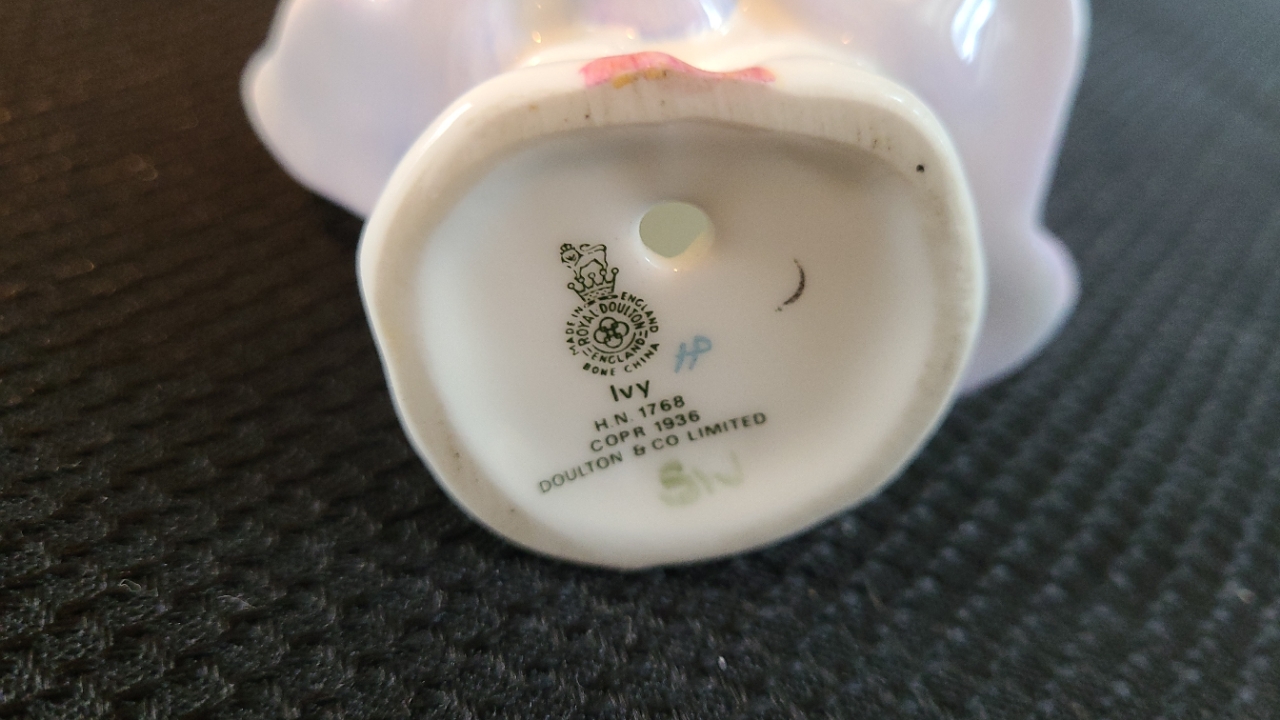 MADE IN ENGLAND
ROYAL DOULTON
ENGLAND
BONE CHINA
HP
Ivy
H.N. 1768
COPR 1936
DOULTON & CO LIMITED